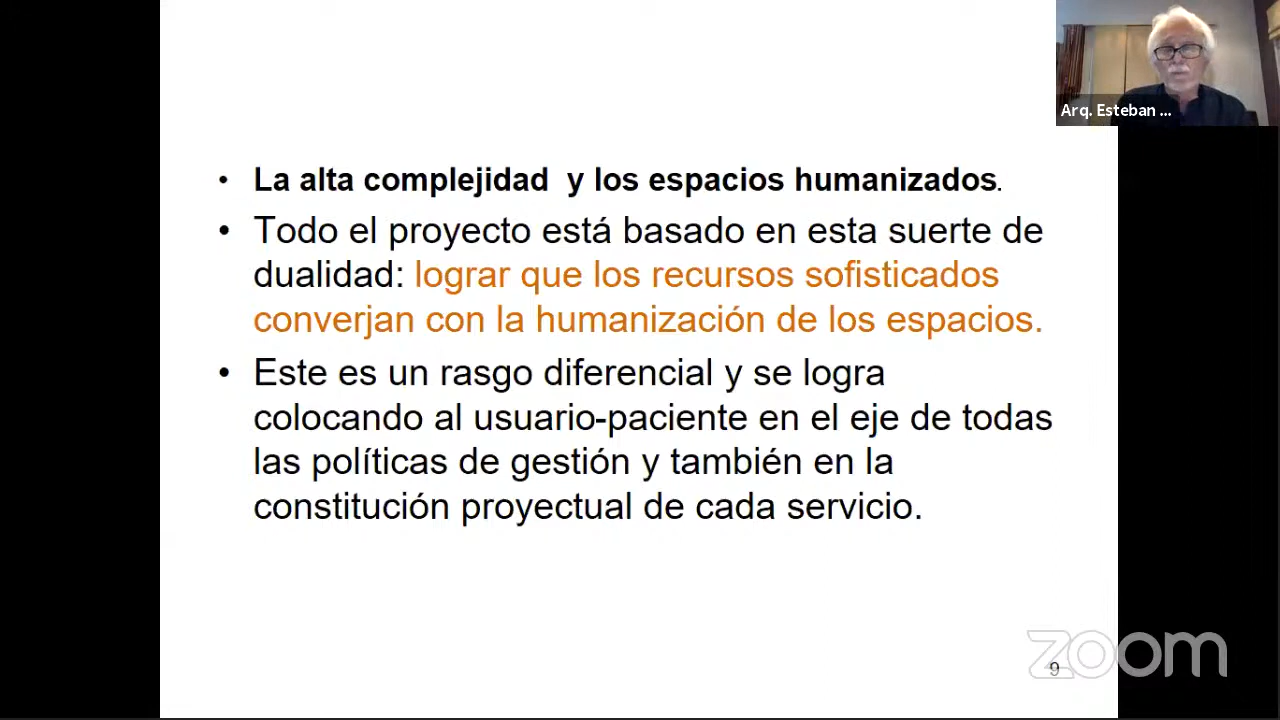 Arq. Esteban ...
• La alta complejidad y los espacios humanizados.
• Todo el proyecto está basado en esta suerte de
dualidad: lograr que los recursos sofisticados
converjan con la humanización de los espacios.
• Este es un rasgo diferencial y se logra
colocando al usuario-paciente en el eje de todas
las políticas de gestión y también en la
constitución proyectual de cada servicio.
zoom
9